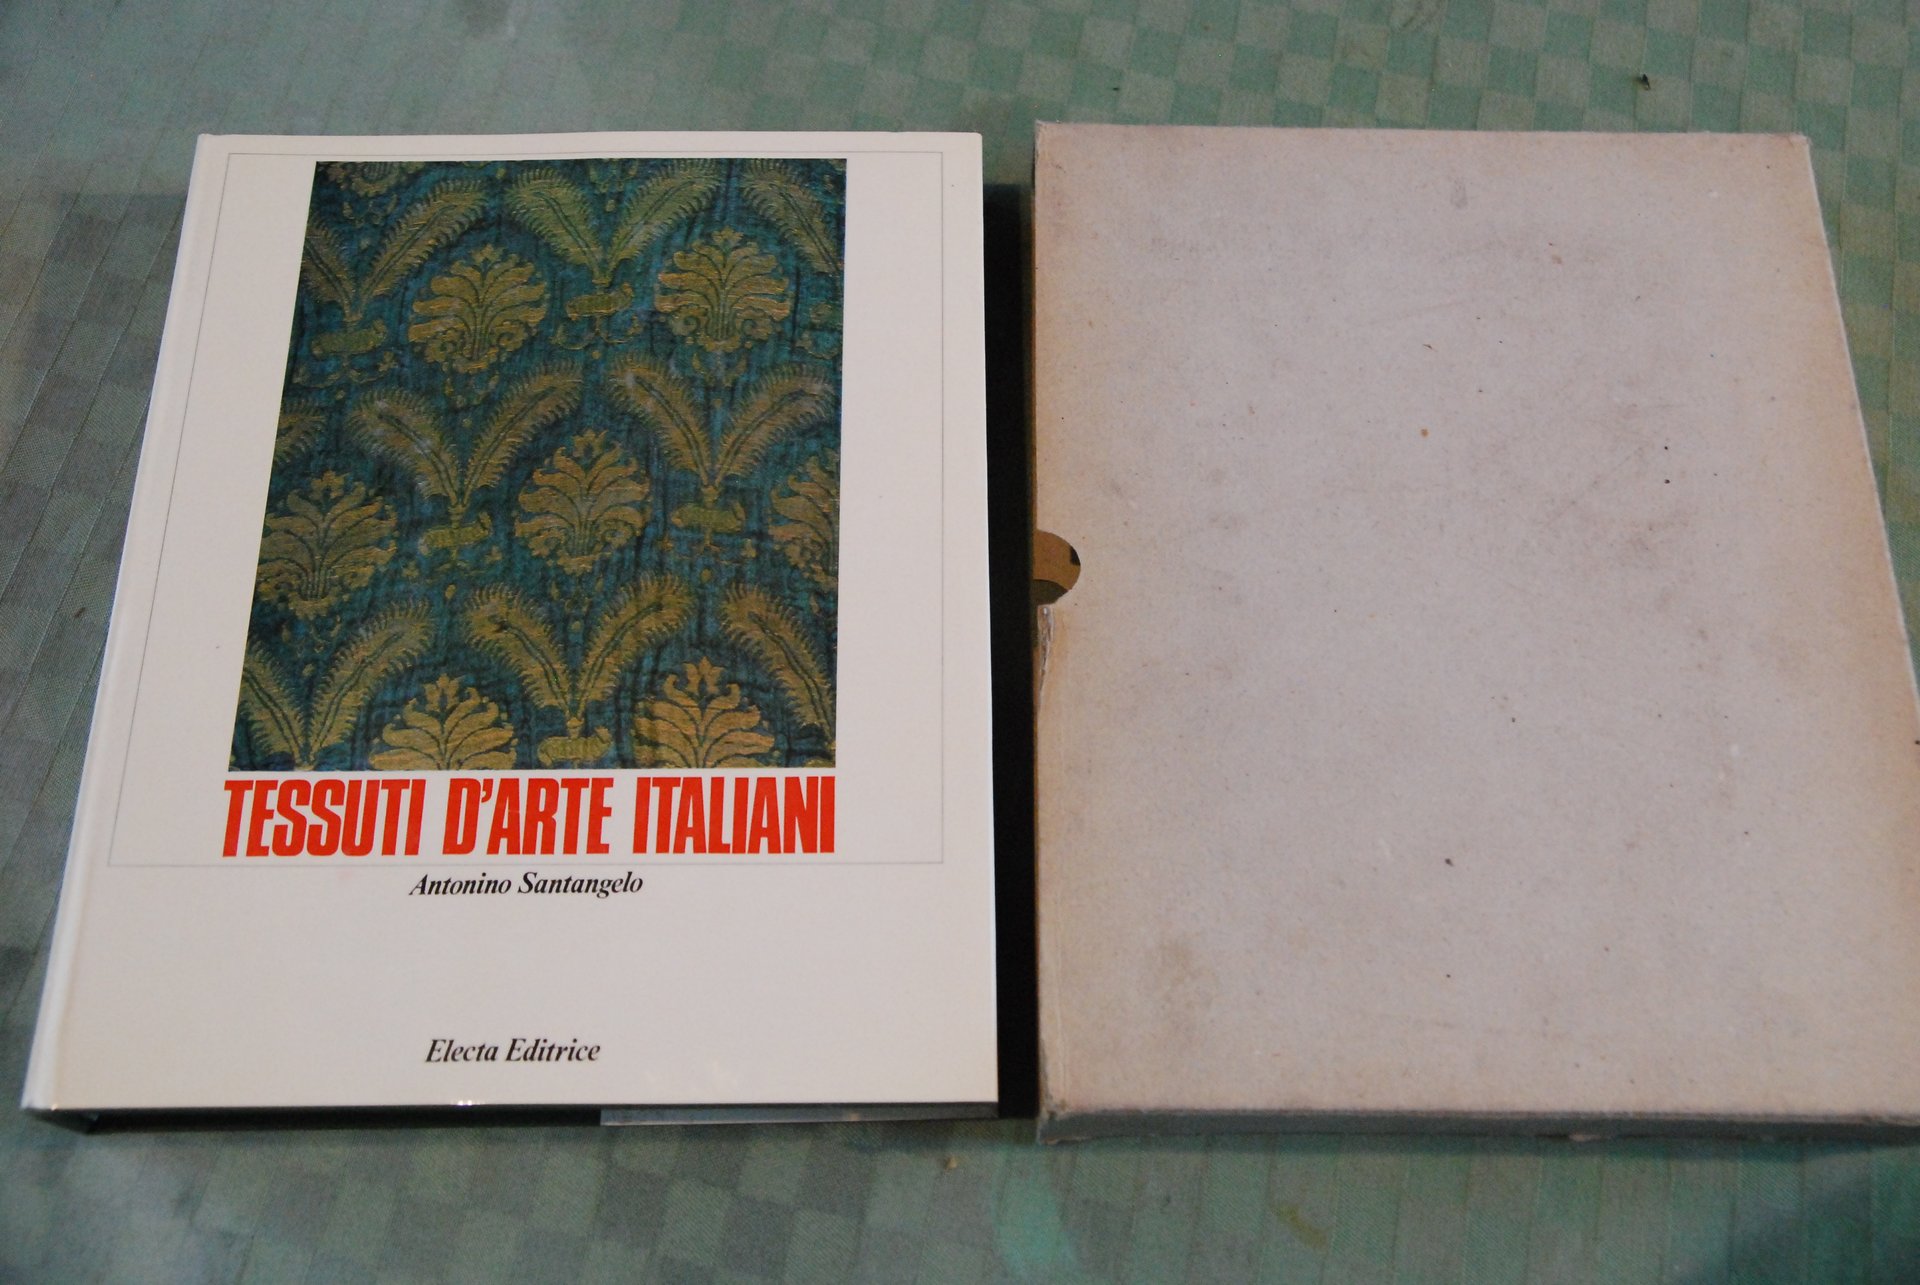 TESSUTI D'ARTE ITALIANI
Antonino Santangelo
Electa Editrice